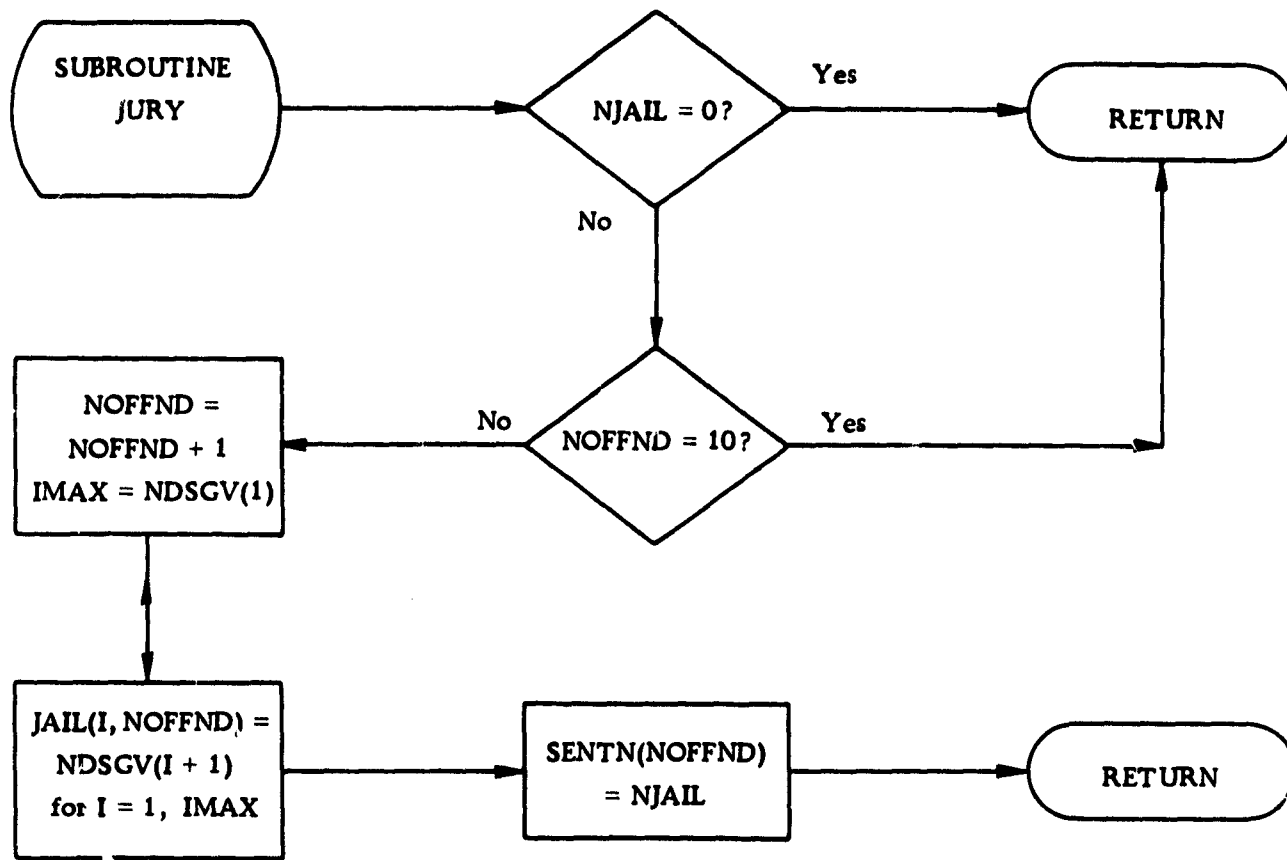 SUBROUTINE
JURY
NJAIL = 0?
Yes
RETURN
No
NOFFND =
NOFFND + 1
IMAX = NDSGV(1)
No
NOFFND = 10?
Yes
JAIL(I, NOFFND) =
NDSGV(I + 1)
for I = 1, IMAX
SENTN(NOFFND)
= NJAIL
RETURN